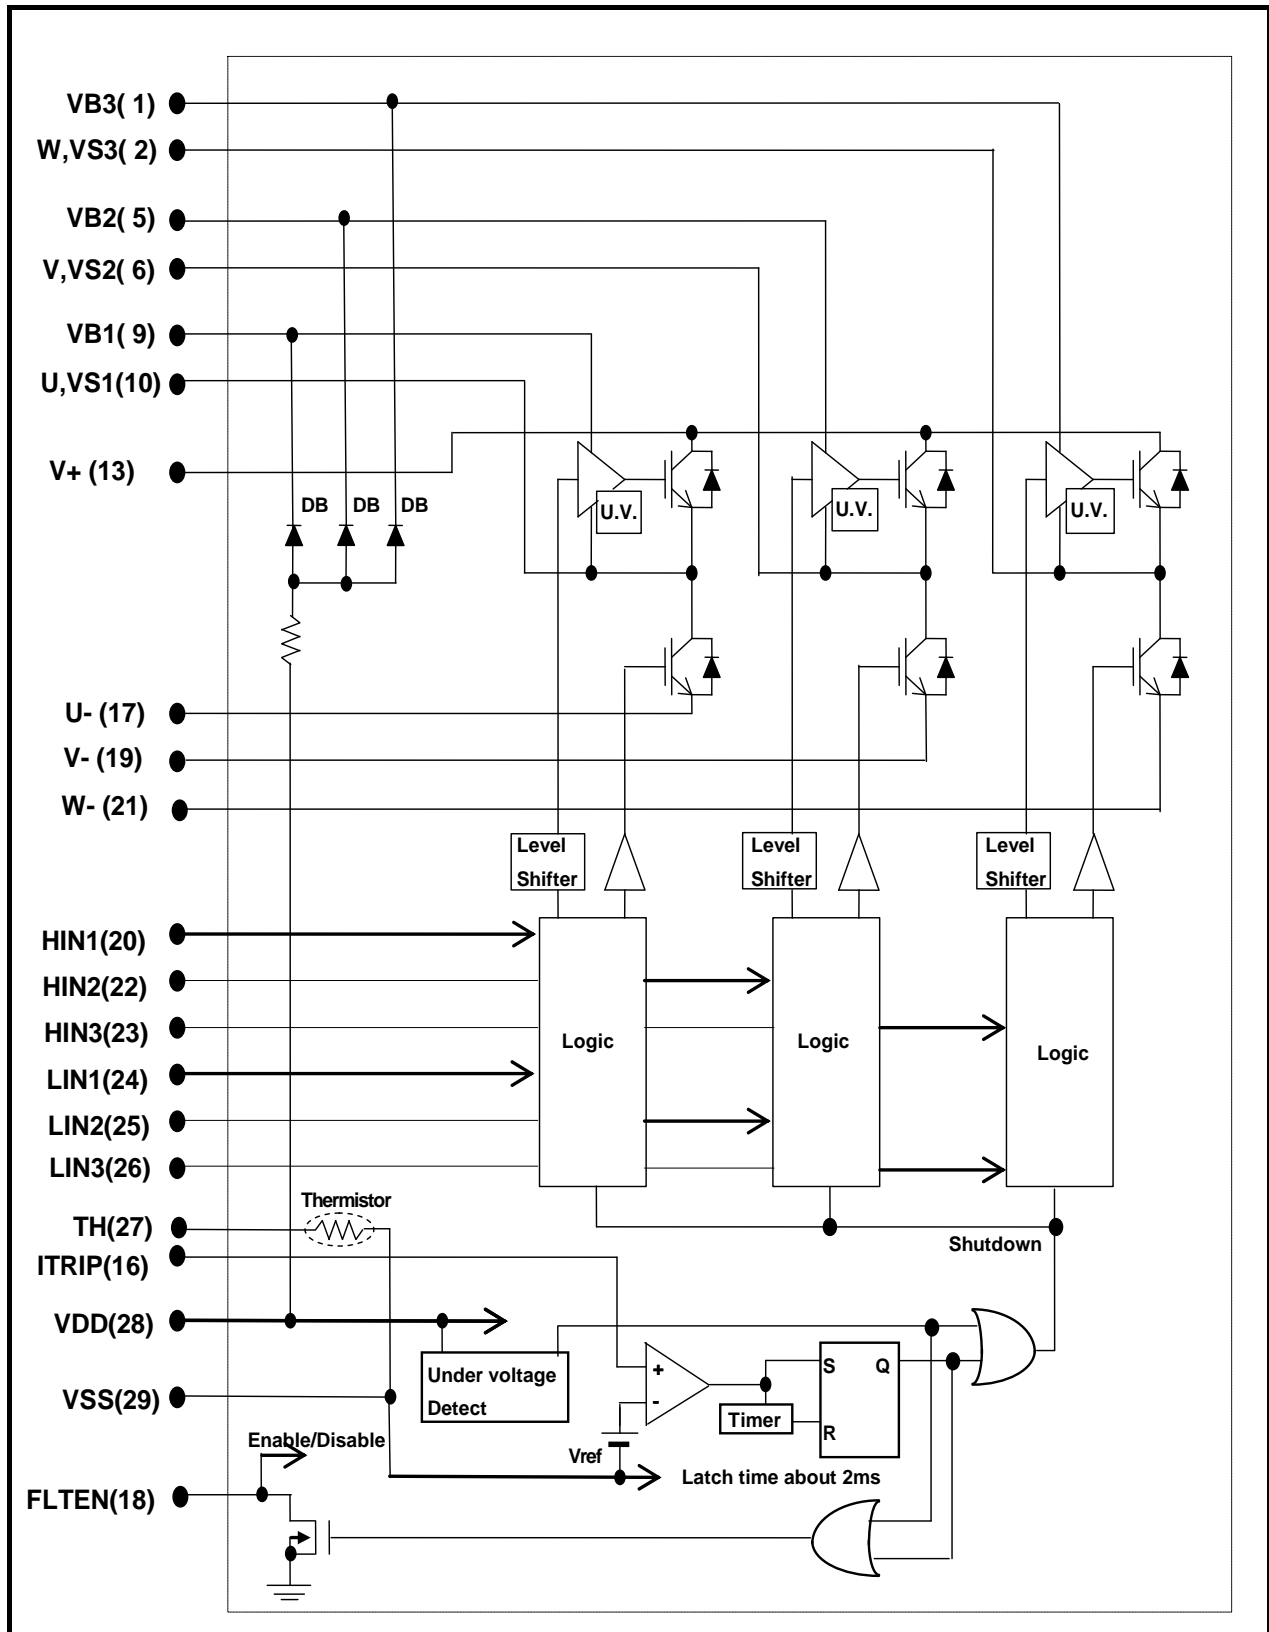 VB3( 1)
W,VS3( 2)
VB2( 5)
V,VS2( 6)
VB1( 9)
U,VS1(10)
V+ (13)
DB DB DB
U.V. U.V. U.V.
U- (17)
V- (19)
W- (21)
Level
Shifter
Level
Shifter
Level
Shifter
HIN1(20)
HIN2(22)
HIN3(23)
LIN1(24)
LIN2(25)
LIN3(26)
Logic
Logic
Logic
Thermistor
TH(27)
ITRIP(16)
Shutdown
VDD(28)
VSS(29)
Under voltage
Detect
+
-
Vref
Timer
S Q
R
Latch time about 2ms
Enable/Disable
FLTEN(18)